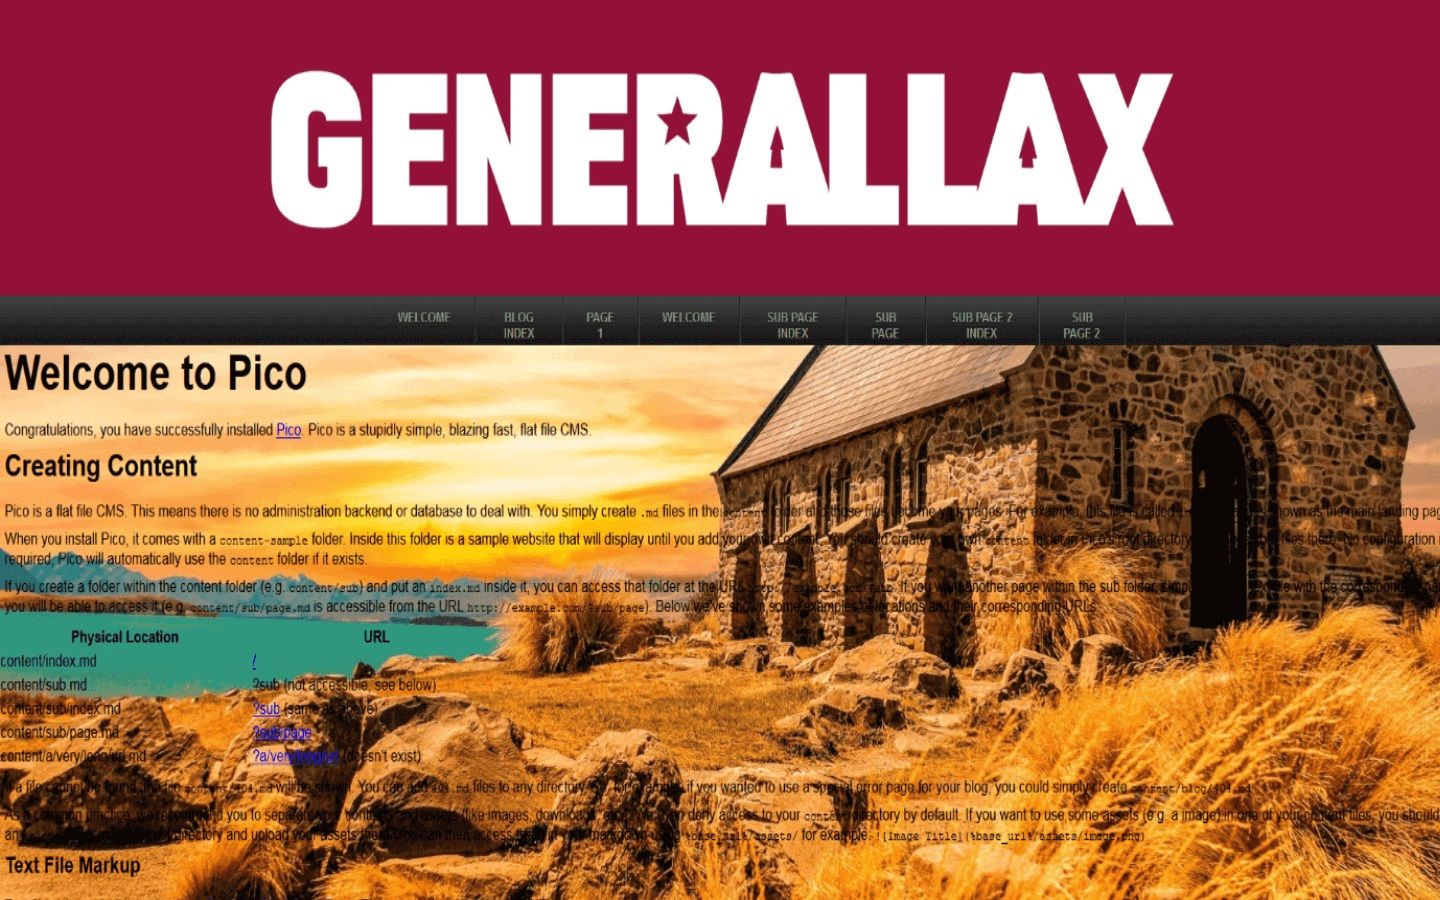 GENERALLAX
WELCOME
BLOG
INDEX
PAGE
1
WELCOME
SUB PAGE
INDEX
SUB
PAGE
SUB PAGE 2
INDEX
SUB
PAGE 2
Welcome to Pico
Congratulations, you have successfully installed Pico. Pico is a stupidly simple, blazing fast, flat file CMS.
Creating Content
Pico is a flat file CMS. This means there is no administration backend or database to deal with. You simply create .md files in the content folder and those files become your pages. For example, this file is called shown as the main landing
When you install Pico, it comes with a content-sample folder. Inside this folder is a sample website that will display until you add your own content. You should create your own content folder in Pico's root directory files there. No configuration
required, Pico will automatically use the content folder if it exists.
If you create a folder within the content folder (e.g. content/sub) and put an index.md inside it, you can access that folder at the URL If you want another page within the sub folder, with the
you will be able to access it (e.g. content/sub/page.md is accessible from the URL http://example.com/?sub/page). Below we've shown some examples of locations and their corresponding URLs:
Physical Location URL
content/index.md /
content/sub.md ?sub (not accessible, see below)
content/sub/index.md ?sub (same as above)
content/sub/page.md ?sub/page
content/a/very/long/url.md ?a/very/long/url (doesn't exist)
If a file cannot be found, the file content/404.md will be shown. You can add 404.md files to any directory. So, for example, if you wanted to use a special error page for your blog, you could simply create content/blog/404.md
As a common practice, we recommend you to separate your contents and assets (like images, downloads, etc.). We even deny access to your content directory by default. If you want to use some assets (e.g. a image) in one of your content files, you should
an directory and upload your assets there. You can then access them in your markdown using %base_url%/assets/ for example: ![Image Title](%base_url%/assets/image.png)
Text File Markup